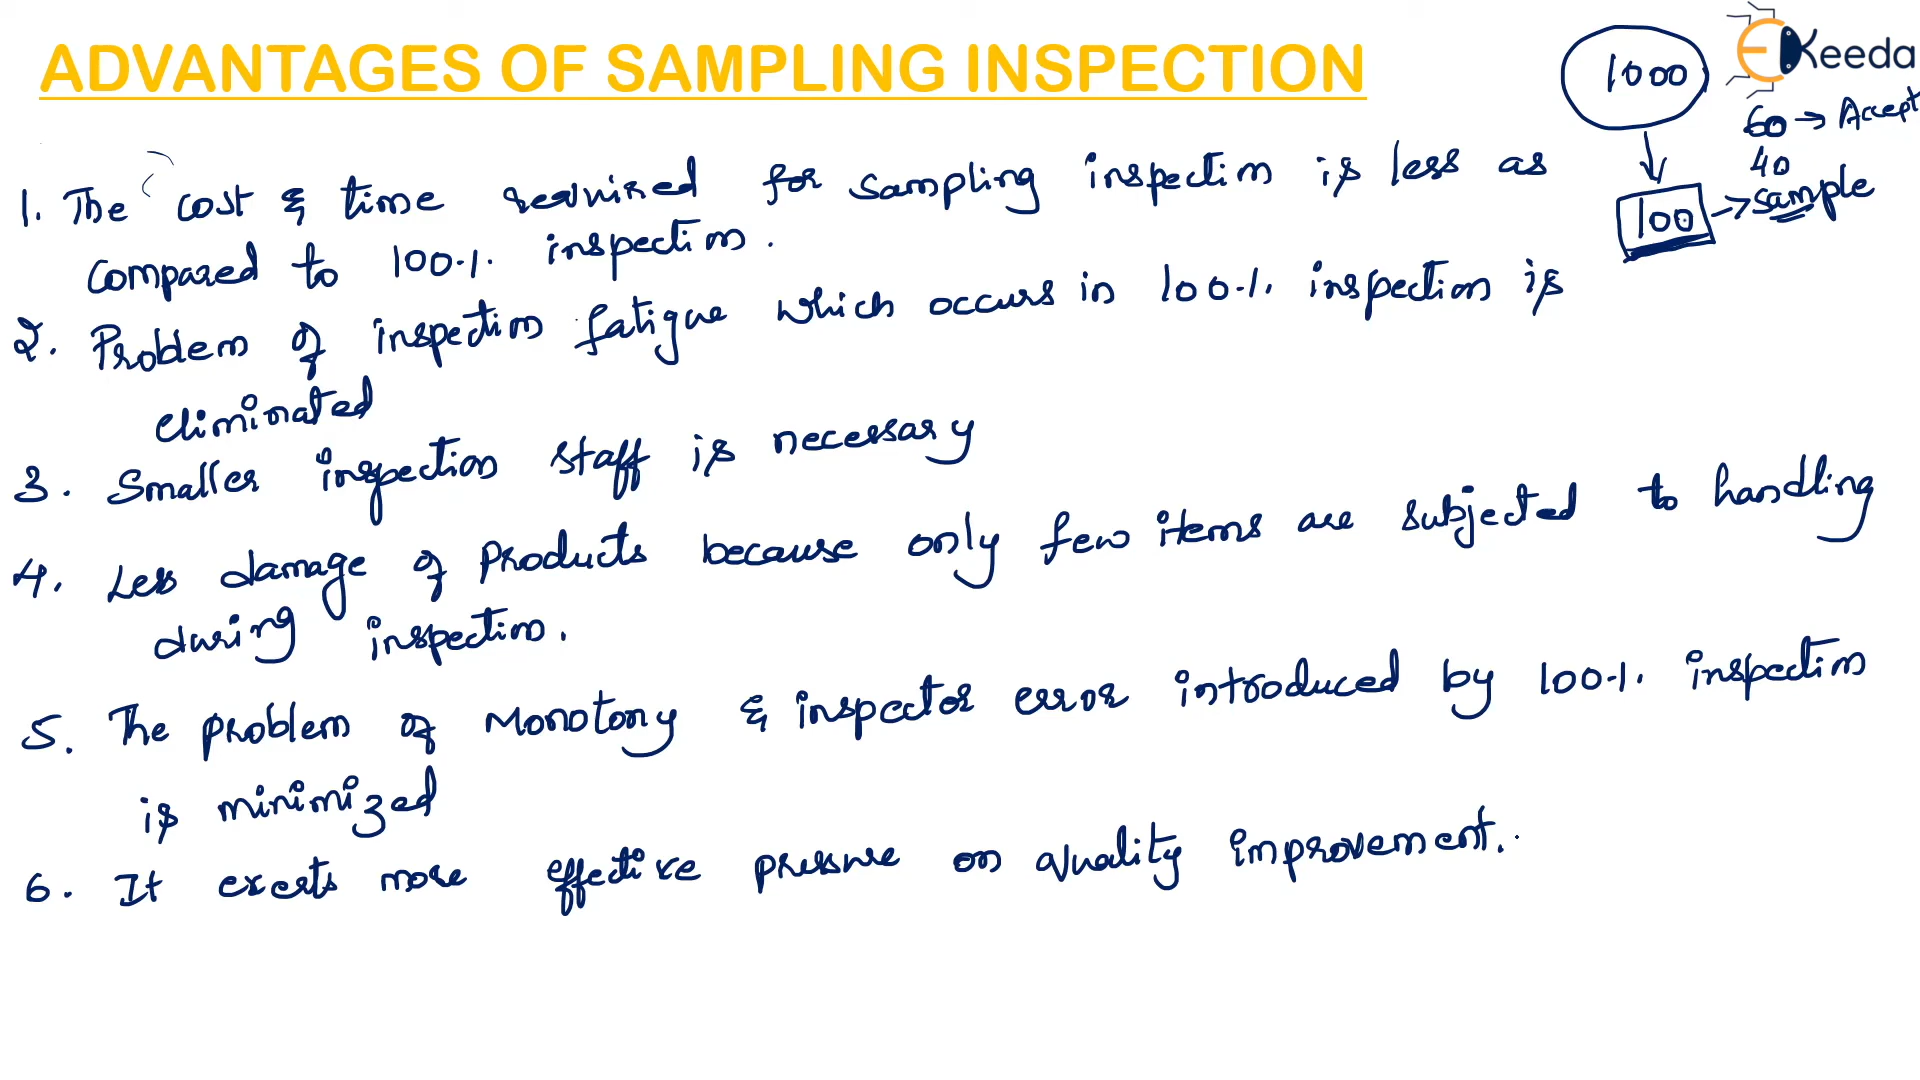 ADVANTAGES OF SAMPLING INSPECTION
1000
EKeeda
60 → Accept
40
100 → sample
1. The cost & time required for sampling inspection is less as
compared to 100.1. inspection.
2. Problem of inspection fatigue which occurs in 100.1. inspection is
eliminated
3. Smaller inspection staff is necessary
4. Less damage of products because only few items are subjected to handling
during inspection.
5. The problem of Monotony & inspector error introduced by 100.1. inspection
is minimized
6. It exerts more effective pressure on quality improvement.